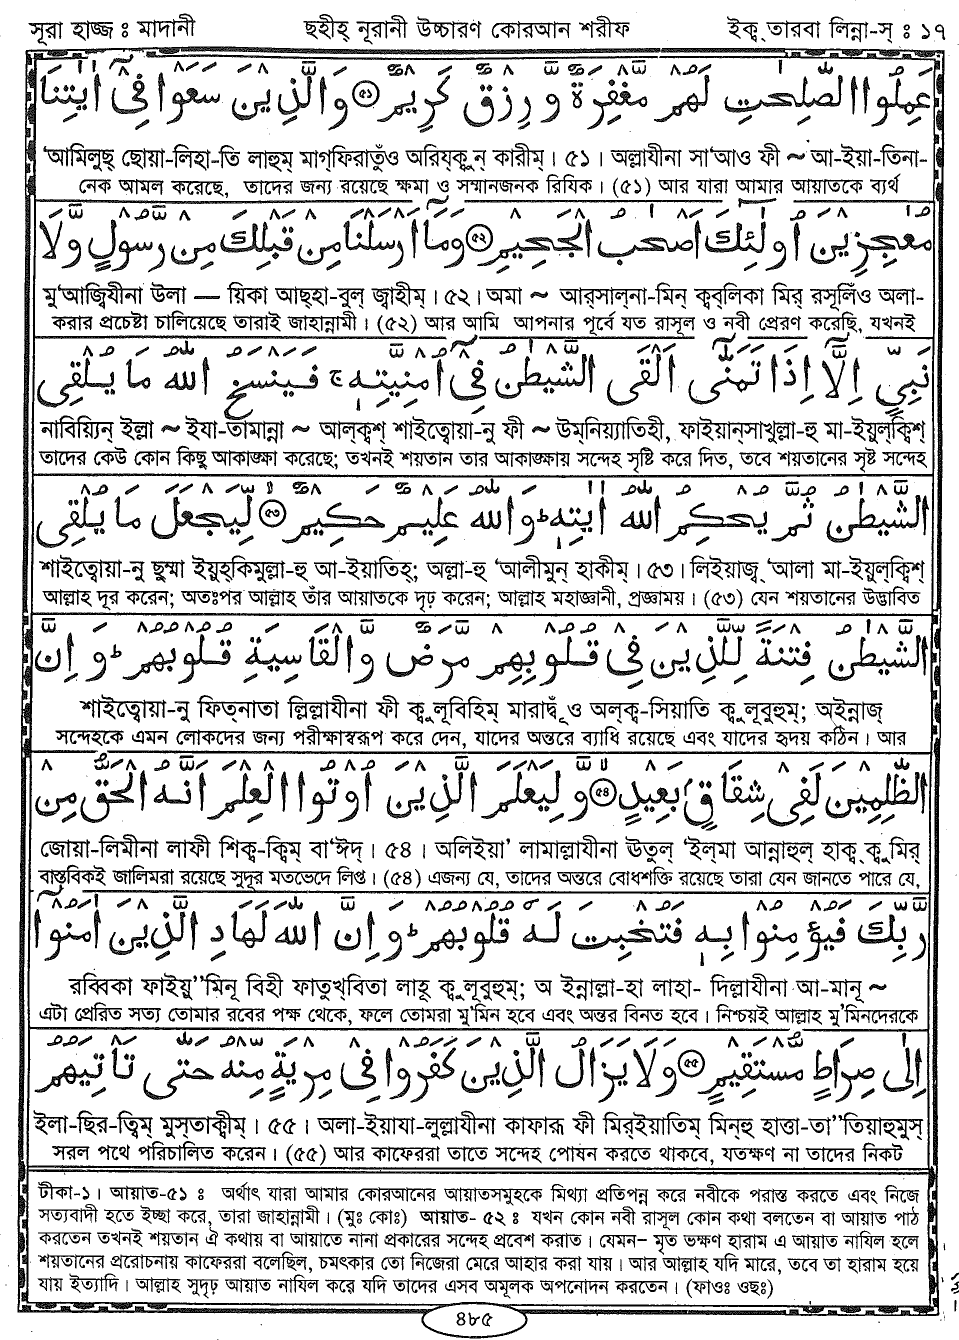 সূরা হাজ্জ ঃ মাদানী ছহীহ্ নূরানী উচ্চারণ কোরআন শরীফ ইক্ব্ তারবা লিন্না-স্ ঃ ১৭
عَمِلُوا الصّٰلِحٰتِ لَهُمْ مَّغْفِرَةٌ وَّرِزْقٌ كَرِيْمٌ ﴿٥١﴾ وَالَّذِيْنَ سَعَوْا فِيْٓ اٰيٰتِنَا
'আমিলুছ্ ছোয়া-লিহা-তি লাহুম্ মাগ্ফিরাতুঁও অরিয্ক্বুন্ কারীম্। ৫১। অল্লাযীনা সা'আও ফী ~ আ-ইয়া-তিনা-
নেক আমল করেছে, তাদের জন্য রয়েছে ক্ষমা ও সম্মানজনক রিযিক। (৫১) আর যারা আমার আয়াতকে ব্যর্থ
مُعٰجِزِيْنَ اُولٰٓئِكَ اَصْحٰبُ الْجَحِيْمِ ﴿٥٢﴾ وَمَآ اَرْسَلْنَا مِنْ قَبْلِكَ مِنْ رَّسُوْلٍ وَّلَا
মু'আজ্বিযীনা উলা — য়িকা আছ্হা-বুল্ জ্বাহীম্। ৫২। অমা ~ আর্সাল্না-মিন্ ক্বব্লিকা মির্ রসূলিঁও অলা-
করার প্রচেষ্টা চালিয়েছে তারাই জাহান্নামী। (৫২) আর আমি আপনার পূর্বে যত রাসূল ও নবী প্রেরণ করেছি, যখনই
نَبِيٍّ اِلَّآ اِذَا تَمَنّٰىٓ اَلْقَى الشَّيْطٰنُ فِيْٓ اُمْنِيَّتِهٖ ۚ فَيَنْسَخُ اللّٰهُ مَا يُلْقِى
নাবিয়্যিন্ ইল্লা ~ ইযা-তামান্না ~ আল্ক্বশ্ শাইত্বোয়া-নু ফী ~ উম্নিয়্যাতিহী, ফাইয়ান্সাখুল্লা-হু মা-ইয়ুল্ক্বিশ্
তাদের কেউ কোন কিছু আকাঙ্ক্ষা করেছে; তখনই শয়তান তার আকাঙ্ক্ষায় সন্দেহ সৃষ্টি করে দিত, তবে শয়তানের সৃষ্ট সন্দেহ
الشَّيْطٰنُ ثُمَّ يُحْكِمُ اللّٰهُ اٰيٰتِهٖ ؕ وَاللّٰهُ عَلِيْمٌ حَكِيْمٌ ﴿٥٣﴾ لِّيَجْعَلَ مَا يُلْقِى
শাইত্বোয়া-নু ছুম্মা ইয়ুহ্কিমুল্লা-হু আ-ইয়াতিহ্; অল্লা-হু 'আলীমুন্ হাকীম্। ৫৩। লিইয়াজ্ব্ 'আলা মা-ইয়ুল্ক্বিশ্
আল্লাহ্ দূর করেন; অতঃপর আল্লাহ তাঁর আয়াতকে দৃঢ় করেন; আল্লাহ মহাজ্ঞানী, প্রজ্ঞাময়। (৫৩) যেন শয়তানের উদ্ভাবিত
الشَّيْطٰنُ فِتْنَةً لِّلَّذِيْنَ فِيْ قُلُوْبِهِمْ مَّرَضٌ وَّالْقَاسِيَةِ قُلُوْبُهُمْ ؕ وَاِنَّ
শাইত্বোয়া-নু ফিত্নাতা ল্লিল্লাযীনা ফী ক্বুলূবিহিম্ মারাদ্বুঁও অল্ক্ব-সিয়াতি ক্বুলূবুহুম্; অইন্নাজ্
সন্দেহকে এমন লোকদের জন্য পরীক্ষাস্বরূপ করে দেন, যাদের অন্তরে ব্যাধি রয়েছে এবং যাদের হৃদয় কঠিন। আর
الظّٰلِمِيْنَ لَفِيْ شِقَاقٍۭ بَعِيْدٍ ﴿٥٤﴾ وَّلِيَعْلَمَ الَّذِيْنَ اُوْتُوا الْعِلْمَ اَنَّهُ الْحَقُّ مِنْ
জোয়া-লিমীনা লাফী শিক্ব-ক্বিম্ বা'ঈদ্। ৫৪। অলিইয়া' লামাল্লাযীনা ঊতুল্ 'ইল্মা আন্নাহুল্ হাক্ব্ ক্বুমির্
বাস্তবিকই জালিমরা রয়েছে সুদূর মতভেদে লিপ্ত। (৫৪) এজন্য যে, তাদের অন্তরে বোধশক্তি রয়েছে তারা যেন জানতে পারে যে,
رَّبِّكَ فَيُؤْمِنُوْا بِهٖ فَتُخْبِتَ لَهٗ قُلُوْبُهُمْ ؕ وَاِنَّ اللّٰهَ لَهَادِ الَّذِيْنَ اٰمَنُوْٓا
রব্বিকা ফাইয়ু"মিনূ বিহী ফাতুখ্বিতা লাহূ ক্বুলূবুহুম্; অ ইন্নাল্লা-হা লাহা- দিল্লাযীনা আ-মানূ ~
এটা প্রেরিত সত্য তোমার রবের পক্ষ থেকে, ফলে তোমরা মু'মিন হবে এবং অন্তর বিনত হবে। নিশ্চয়ই আল্লাহ মু'মিনদেরকে
اِلٰى صِرَاطٍ مُّسْتَقِيْمٍ ﴿٥٥﴾ وَلَا يَزَالُ الَّذِيْنَ كَفَرُوْا فِيْ مِرْيَةٍ مِّنْهُ حَتّٰى تَاْتِيَهُمُ
ইলা-ছির-ত্বিম্ মুস্তাক্বীম্। ৫৫। অলা-ইয়াযা-লুল্লাযীনা কাফারূ ফী মির্ইয়াতিম্ মিন্হু হাত্তা-তা"তিয়াহুমুস্
সরল পথে পরিচালিত করেন। (৫৫) আর কাফেররা তাতে সন্দেহ পোষন করতে থাকবে, যতক্ষণ না তাদের নিকট
টীকা-১। আয়াত-৫১ ঃ অর্থাৎ যারা আমার কোরআনের আয়াতসমুহকে মিথ্যা প্রতিপন্ন করে নবীকে পরাস্ত করতে এবং নিজে
সত্যবাদী হতে ইচ্ছা করে, তারা জাহান্নামী। (মুঃ কোঃ) আয়াত- ৫২ ঃ যখন কোন নবী রাসূল কোন কথা বলতেন বা আয়াত পাঠ
করতেন তখনই শয়তান ঐ কথায় বা আয়াতে নানা প্রকারের সন্দেহ প্রবেশ করাত। যেমন– মৃত ভক্ষণ হারাম এ আয়াত নাযিল হলে
শয়তানের প্ররোচনায় কাফেররা বলেছিল, চমৎকার তো নিজেরা মেরে আহার করা যায়। আর আল্লাহ যদি মারে, তবে তা হারাম হয়ে
যায় ইত্যাদি। আল্লাহ সুদৃঢ় আয়াত নাযিল করে যদি তাদের এসব অমূলক অপনোদন করতেন। (ফাওঃ ওছঃ)
৪৮৫